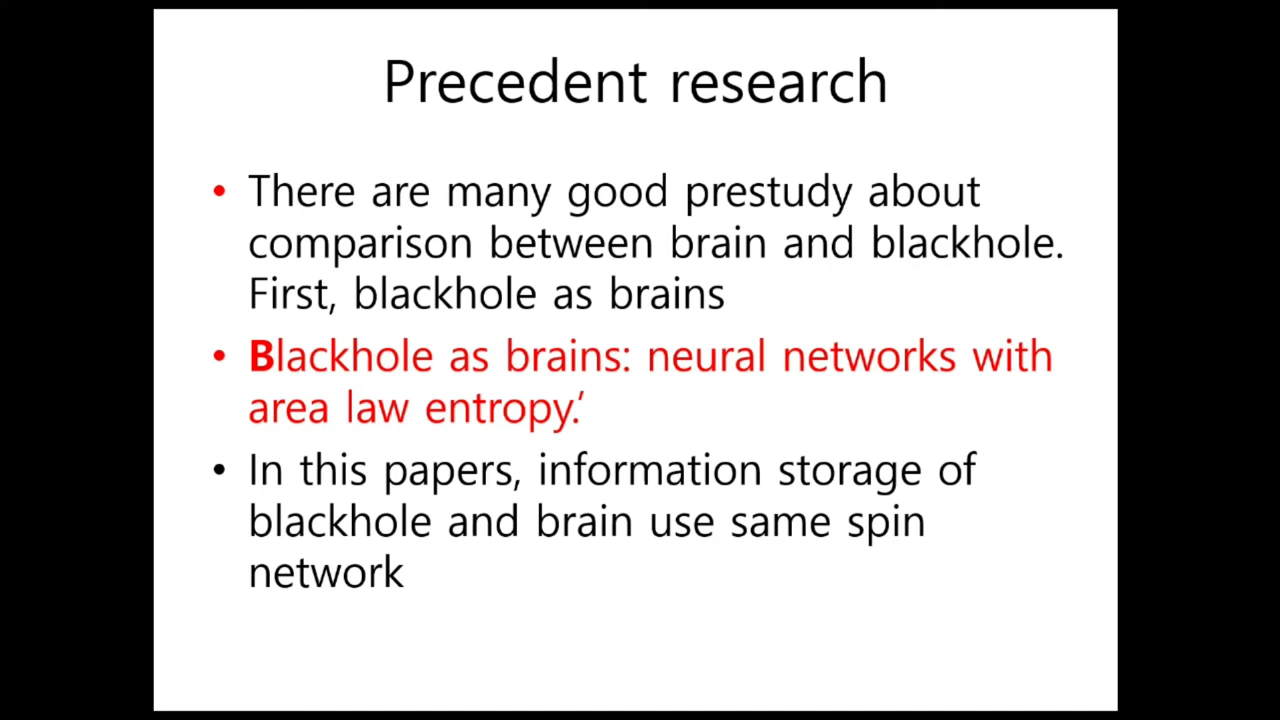 Precedent research
• There are many good prestudy about
comparison between brain and blackhole.
First, blackhole as brains
• Blackhole as brains: neural networks with
area law entropy.‘
• In this papers, information storage of
blackhole and brain use same spin
network